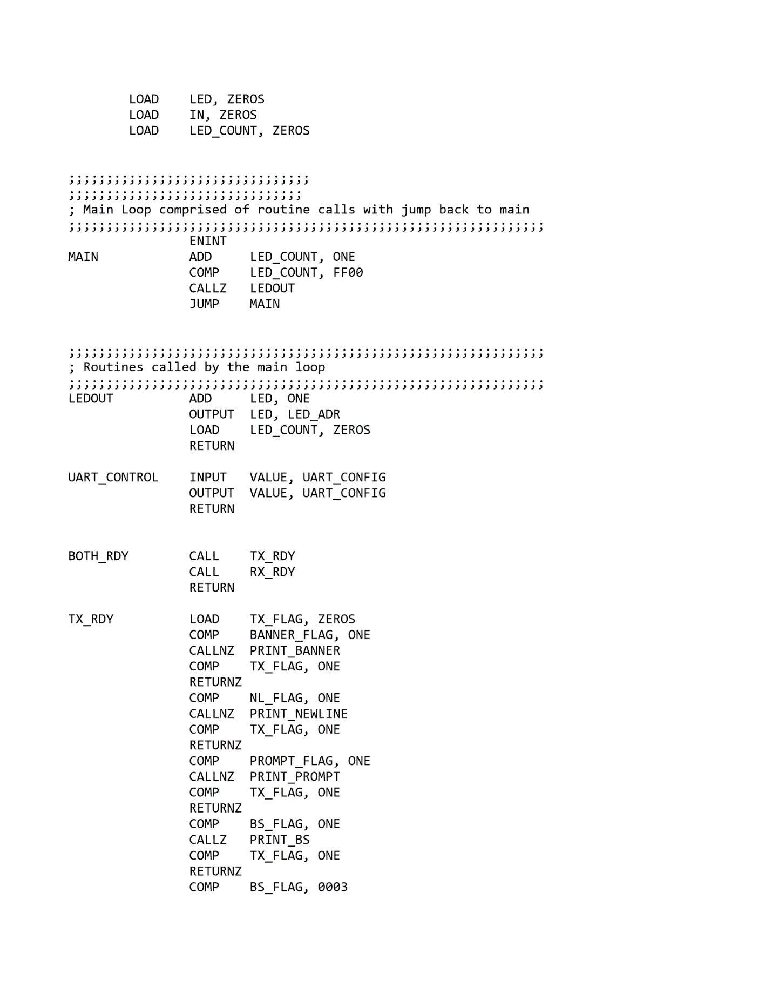 LOAD    LED, ZEROS
LOAD    IN, ZEROS
LOAD    LED_COUNT, ZEROS
;;;;;;;;;;;;;;;;;;;;;;;;;;;;;;;;
;;;;;;;;;;;;;;;;;;;;;;;;;;;;;;;
; Main Loop comprised of routine calls with jump back to main
;;;;;;;;;;;;;;;;;;;;;;;;;;;;;;;;;;;;;;;;;;;;;;;;;;;;;;;;;;;;;;;
                ENINT
MAIN            ADD     LED_COUNT, ONE
                COMP    LED_COUNT, FF00
                CALLZ   LEDOUT
                JUMP    MAIN
;;;;;;;;;;;;;;;;;;;;;;;;;;;;;;;;;;;;;;;;;;;;;;;;;;;;;;;;;;;;;;;
; Routines called by the main loop
;;;;;;;;;;;;;;;;;;;;;;;;;;;;;;;;;;;;;;;;;;;;;;;;;;;;;;;;;;;;;;;
LEDOUT          ADD     LED, ONE
                OUTPUT  LED, LED_ADR
                LOAD    LED_COUNT, ZEROS
                RETURN
UART_CONTROL    INPUT   VALUE, UART_CONFIG
                OUTPUT  VALUE, UART_CONFIG
                RETURN
BOTH_RDY        CALL    TX_RDY
                CALL    RX_RDY
                RETURN
TX_RDY          LOAD    TX_FLAG, ZEROS
                COMP    BANNER_FLAG, ONE
                CALLNZ  PRINT_BANNER
                COMP    TX_FLAG, ONE
                RETURNZ
                COMP    NL_FLAG, ONE
                CALLNZ  PRINT_NEWLINE
                COMP    TX_FLAG, ONE
                RETURNZ
                COMP    PROMPT_FLAG, ONE
                CALLNZ  PRINT_PROMPT
                COMP    TX_FLAG, ONE
                RETURNZ
                COMP    BS_FLAG, ONE
                CALLZ   PRINT_BS
                COMP    TX_FLAG, ONE
                RETURNZ
                COMP    BS_FLAG, 0003